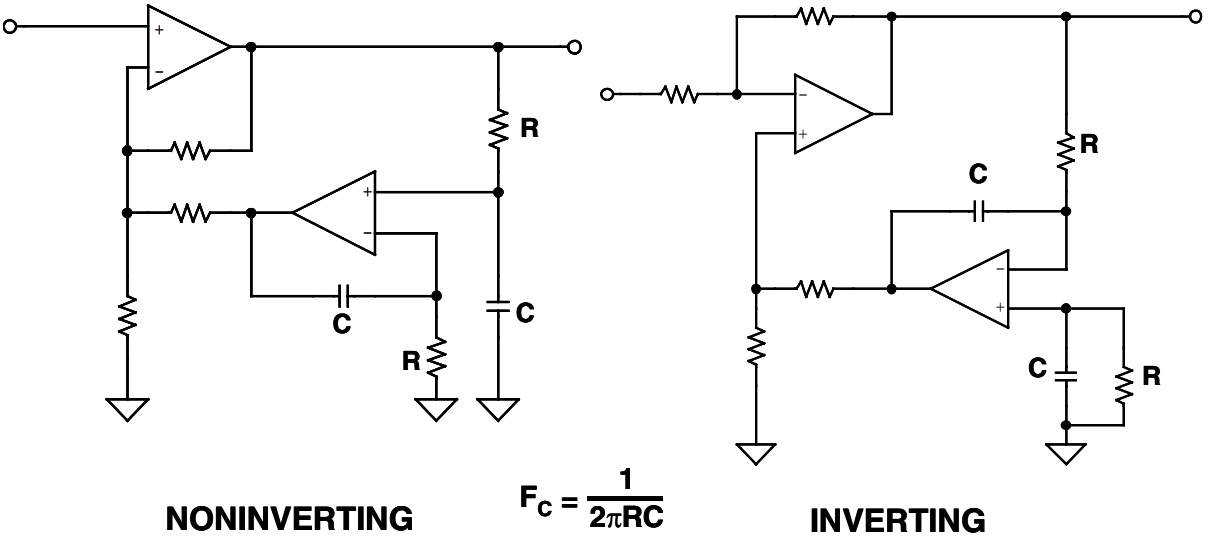 +
−
R
+
−
C
R
C
NONINVERTING
F_C = 1 / 2πRC
−
+
R
C
−
+
C
R
INVERTING